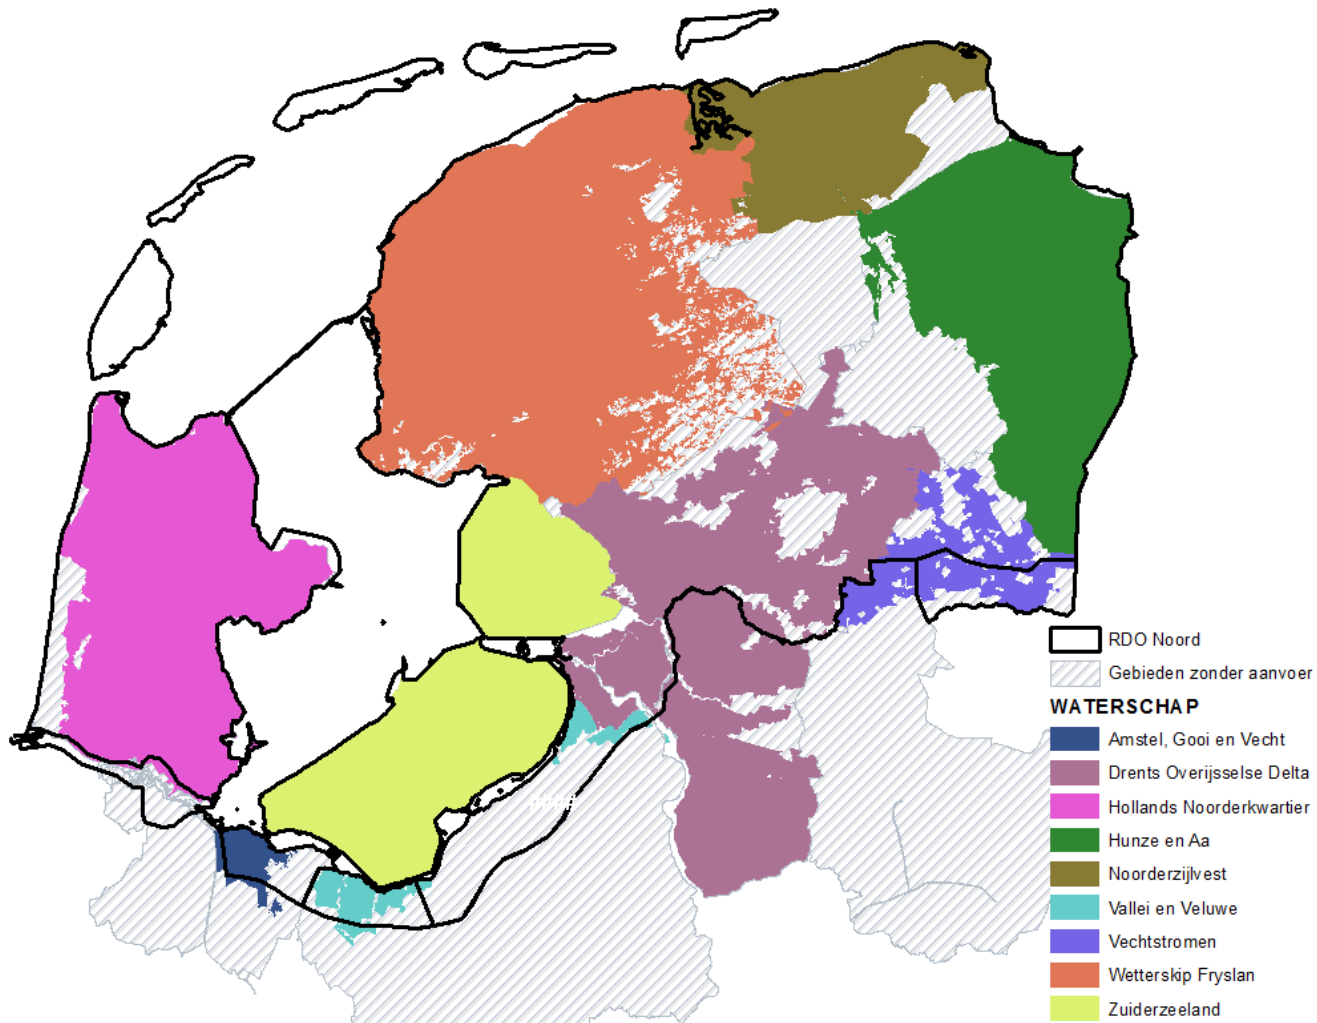 RDO Noord
Gebieden zonder aanvoer
WATERSCHAP
Amstel, Gooi en Vecht
Drents Overijsselse Delta
Hollands Noorderkwartier
Hunze en Aa
Noorderzijlvest
Vallei en Veluwe
Vechtstromen
Wetterskip Fryslan
Zuiderzeeland